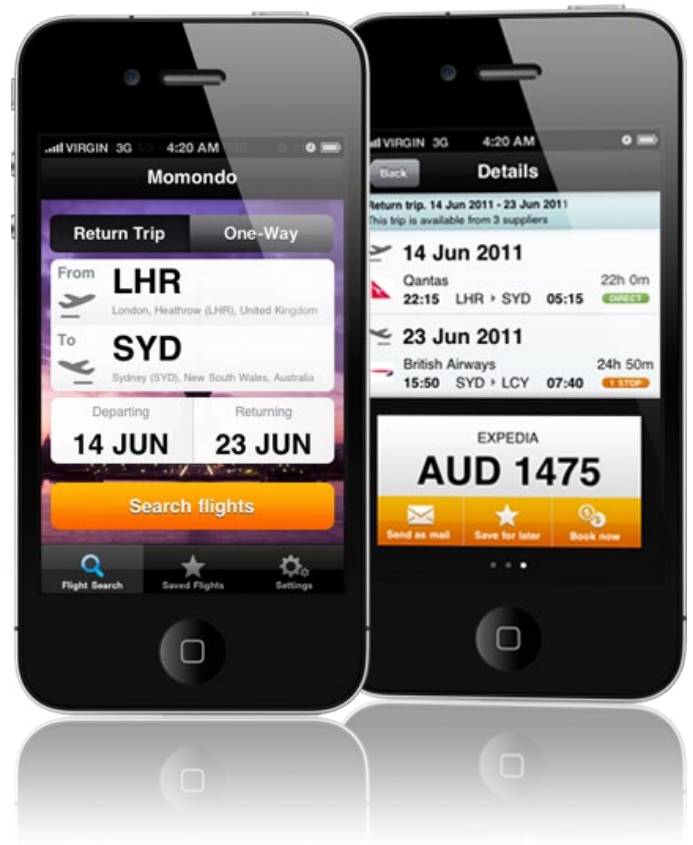 VIRGIN 3G 4:20 AM
Momondo
Return Trip One-Way
From LHR
London, Heathrow (LHR), United Kingdom
To SYD
Sydney (SYD), New South Wales, Australia
Departing Returning
14 JUN 23 JUN
Search flights
Flight Search Saved Flights Settings
VIRGIN 3G 4:20 AM
Back Details
Return trip. 14 Jun 2011 - 23 Jun 2011
This trip is available from 3 suppliers
14 Jun 2011
Qantas 22h 0m
22:15 LHR ▸ SYD 05:15 DIRECT
23 Jun 2011
British Airways 24h 50m
15:50 SYD ▸ LCY 07:40 1 STOP
EXPEDIA
AUD 1475
Send as mail Save for later Book now